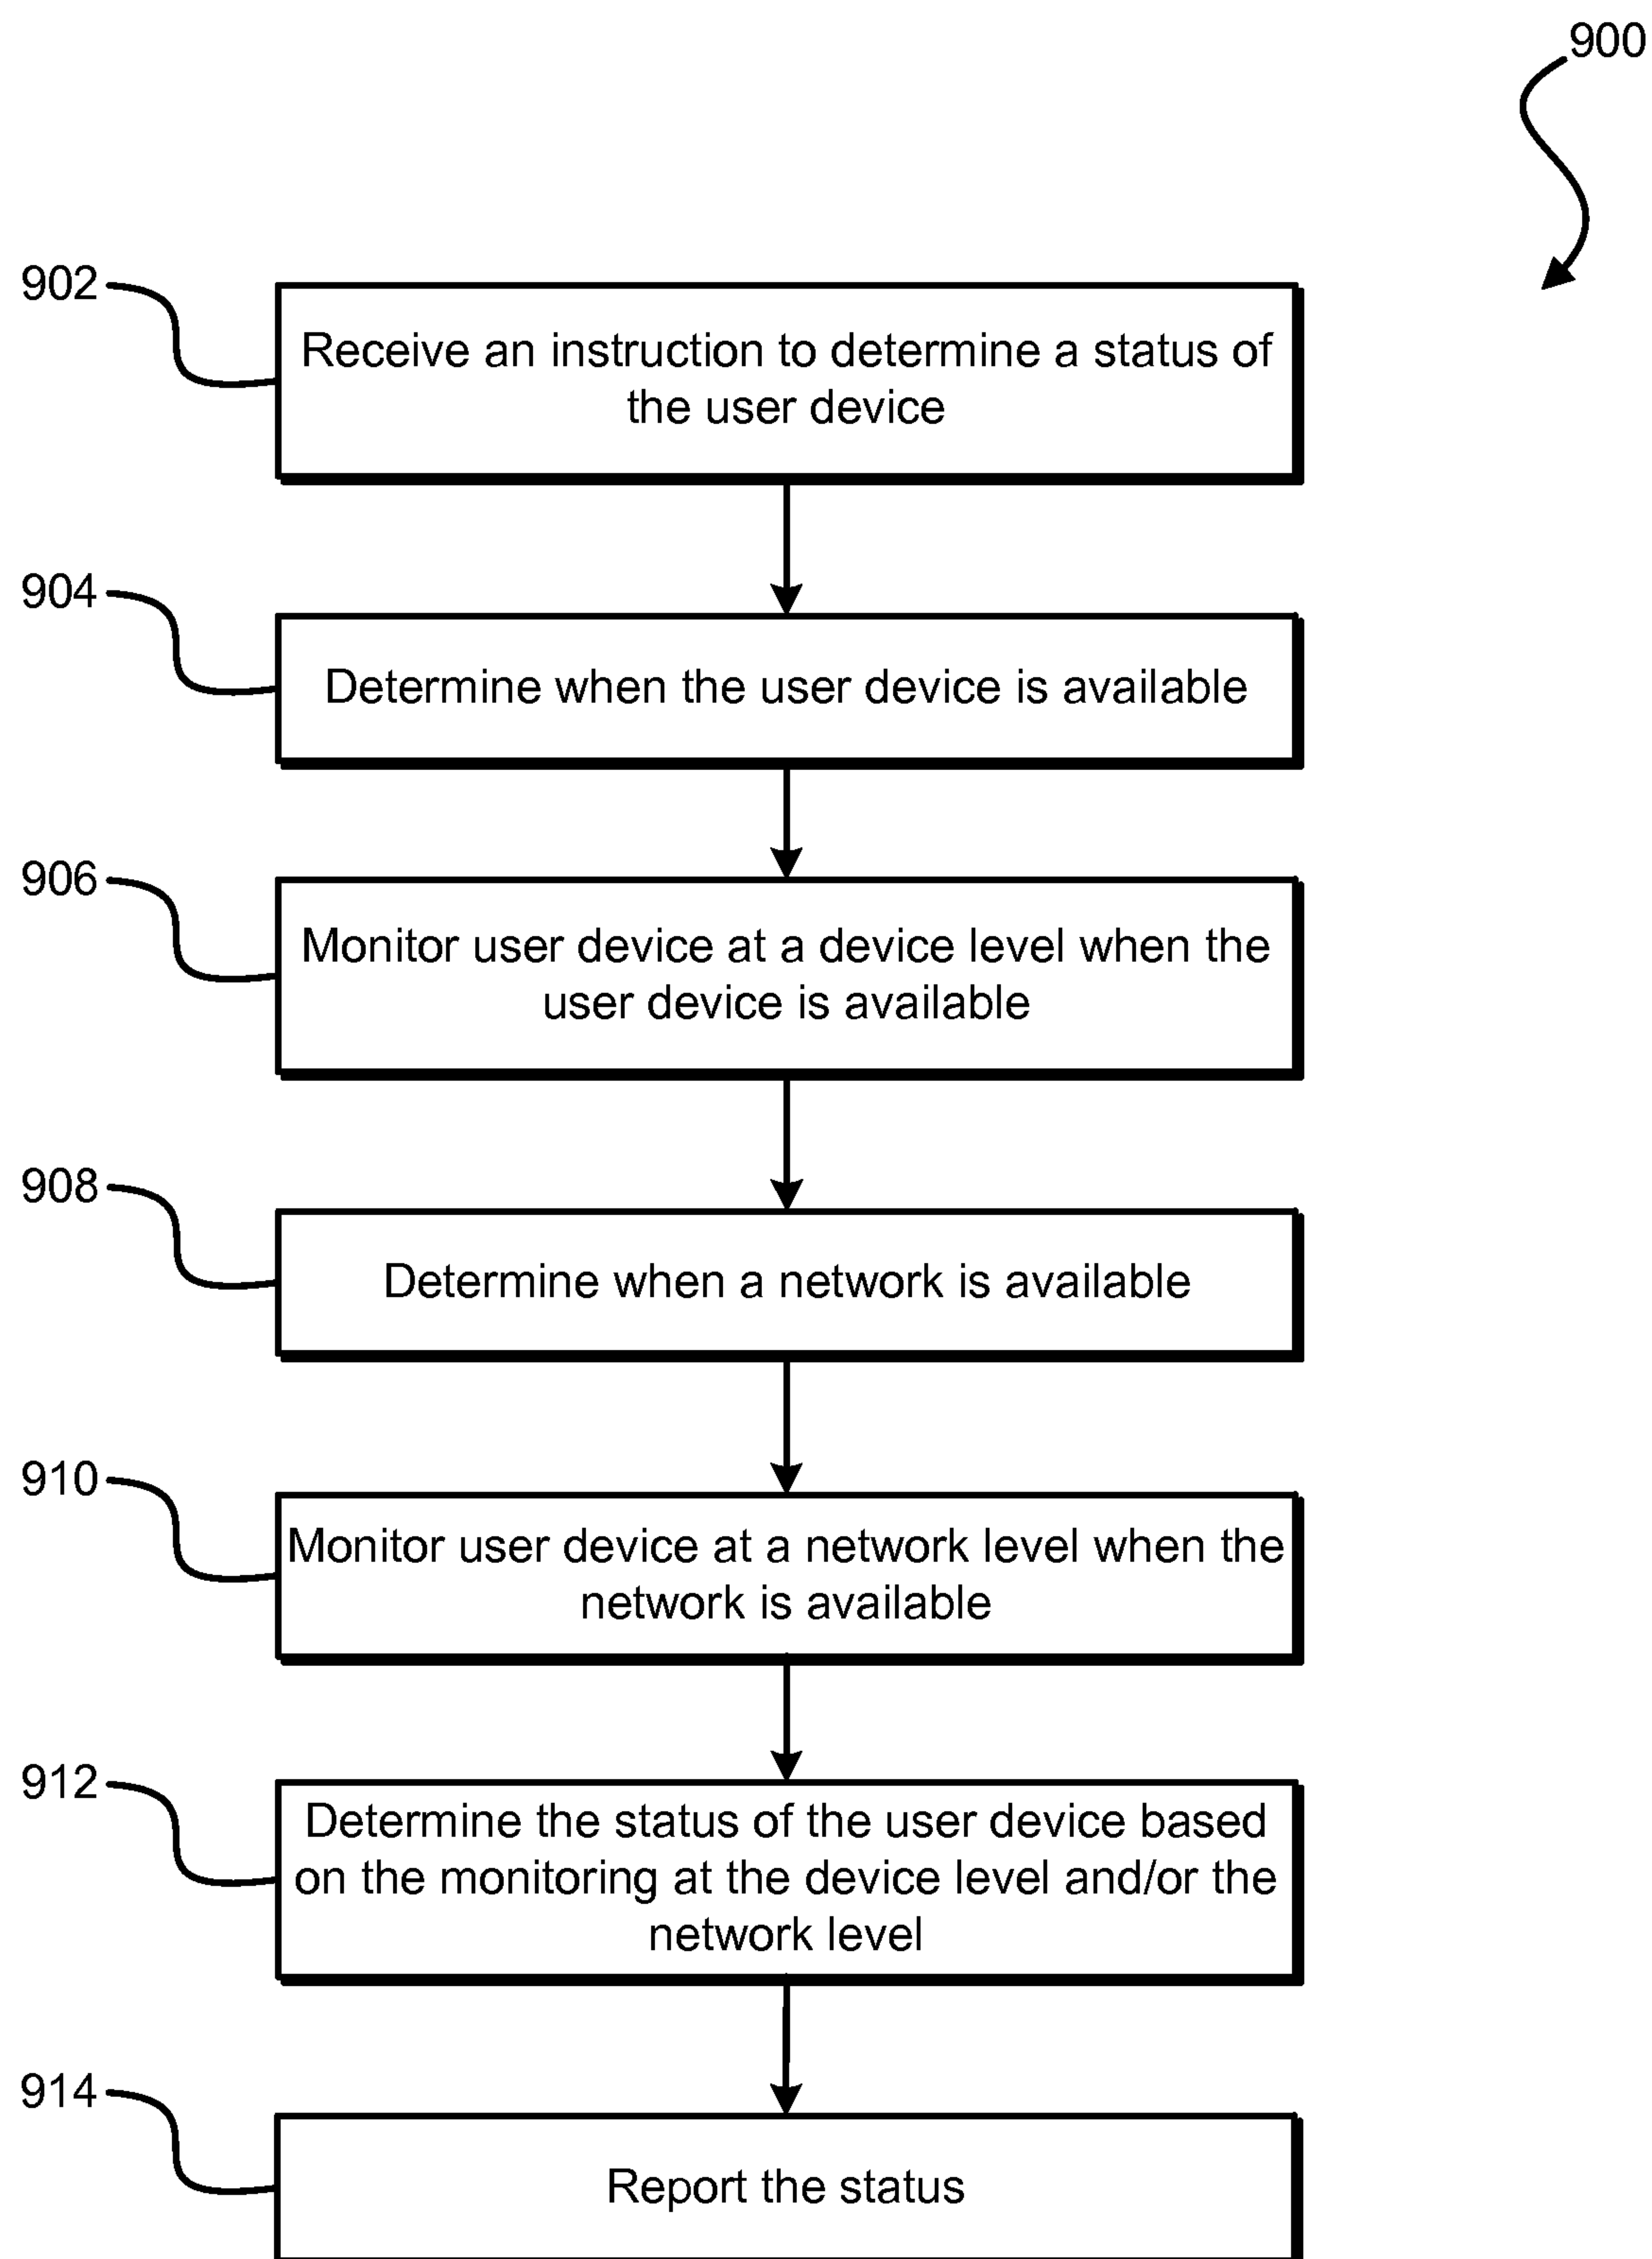 900
902
Receive an instruction to determine a status of
the user device
904
Determine when the user device is available
906
Monitor user device at a device level when the
user device is available
908
Determine when a network is available
910
Monitor user device at a network level when the
network is available
912
Determine the status of the user device based
on the monitoring at the device level and/or the
network level
914
Report the status